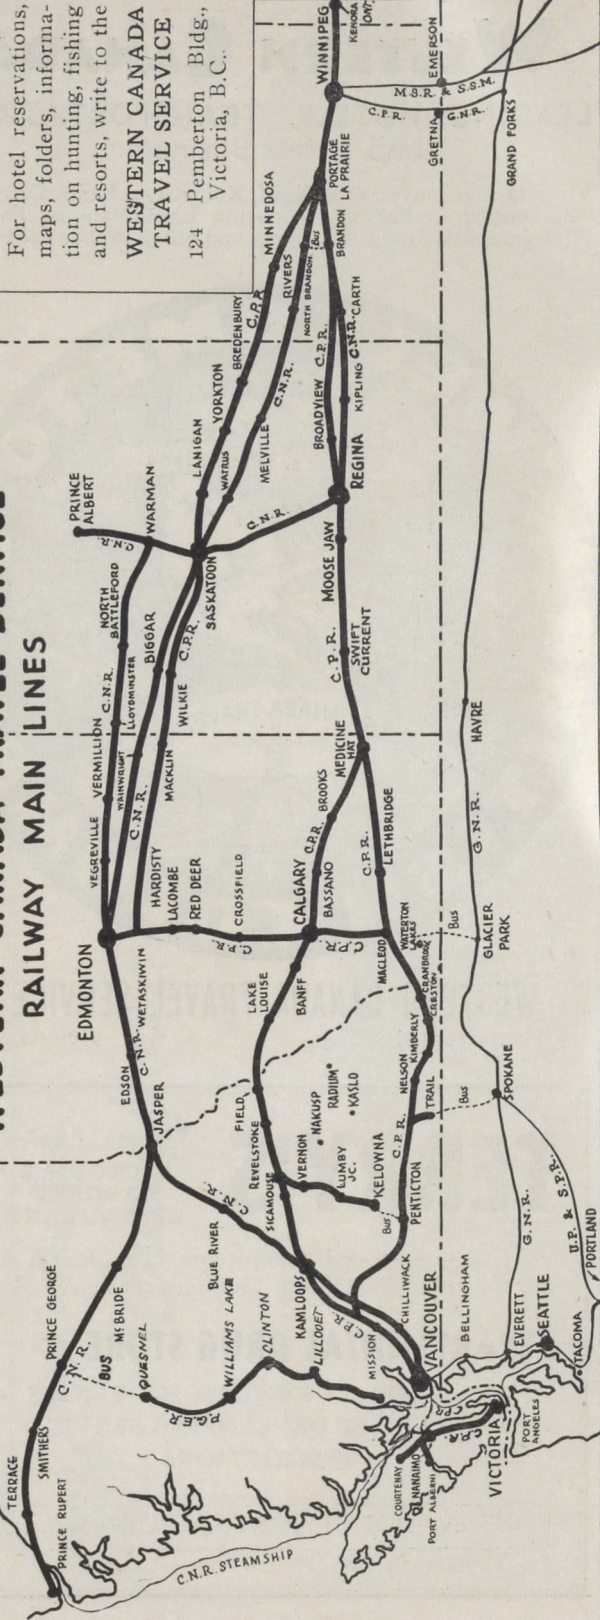 For hotel reservations,
maps, folders, informa-
tion on hunting, fishing
and resorts, write to the
WESTERN CANADA
TRAVEL SERVICE
124 Pemberton Bldg.,
Victoria, B.C.
RAILWAY MAIN LINES
TERRACE
SMITHERS
PRINCE RUPERT
PRINCE GEORGE
C.N.R.
BUS
McBRIDE
QUESNEL
P.G.E.R.
WILLIAMS LAKE
CLINTON
LILLOOET
BLUE RIVER
C.N.R.
JASPER
EDSON
C.N.R.
EDMONTON
WETASKIWIN
VEGREVILLE
VERMILLION
C.N.R.
LLOYDMINSTER
NORTH
BATTLEFORD
WAINWRIGHT
C.N.R.
BIGGAR
HARDISTY
MACKLIN
WILKIE
C.P.R.
PRINCE
ALBERT
C.N.R.
WARMAN
SASKATOON
LANIGAN
WATRUS
YORKTON
MELVILLE
BREDENBURY
C.P.R.
C.N.R.
MINNEDOSA
RIVERS
NORTH BRANDON
Bus
BRANDON
PORTAGE
LA PRAIRIE
WINNIPEG
KENORA
ONT.
C.N.R.
REGINA
BROADVIEW
C.P.R.
KIPLING
C.N.R.
CARTH
MOOSE JAW
SWIFT
CURRENT
C.P.R.
MEDICINE
HAT
BROOKS
C.P.R.
BASSANO
CALGARY
LACOMBE
RED DEER
CROSSFIELD
C.P.R.
C.P.R.
LETHBRIDGE
C.P.R.
MACLEOD
WATERTON
LAKES
Bus
GLACIER
PARK
BANFF
LAKE
LOUISE
FIELD
REVELSTOKE
SICAMOUSE
VERNON
NAKUSP
RADIUM
KASLO
LUMBY
JC.
KELOWNA
Bus
PENTICTON
C.P.R.
NELSON
TRAIL
KIMBERLY
CRANBROOK
CRESTON
Bus
SPOKANE
KAMLOOPS
C.P.R.
MISSION
CHILLIWACK
VANCOUVER
BELLINGHAM
EVERETT
SEATTLE
TACOMA
PORTLAND
G.N.R.
U.P. & S.P.R.
G.N.R.
HAVRE
COURTENAY
NANAIMO
PORT ALBERNI
C.P.R.
CPR
VICTORIA
PORT
ANGELES
C.N.R. STEAMSHIP
EMERSON
M.S.R. & S.S.M.
C.P.R.
GRETNA
G.N.R.
GRAND FORKS